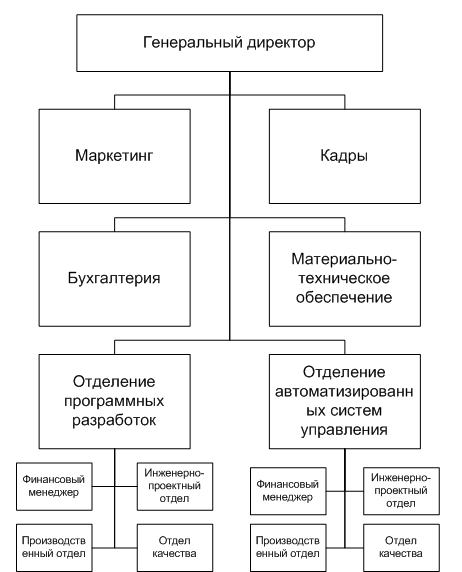 Генеральный директор
Маркетинг
Кадры
Бухгалтерия
Материально-
техническое
обеспечение
Отделение
программных
разработок
Отделение
автоматизированн
ых систем
управления
Финансовый
менеджер
Инженерно-
проектный
отдел
Производств
енный отдел
Отдел
качества
Финансовый
менеджер
Инженерно-
проектный
отдел
Производств
енный отдел
Отдел
качества